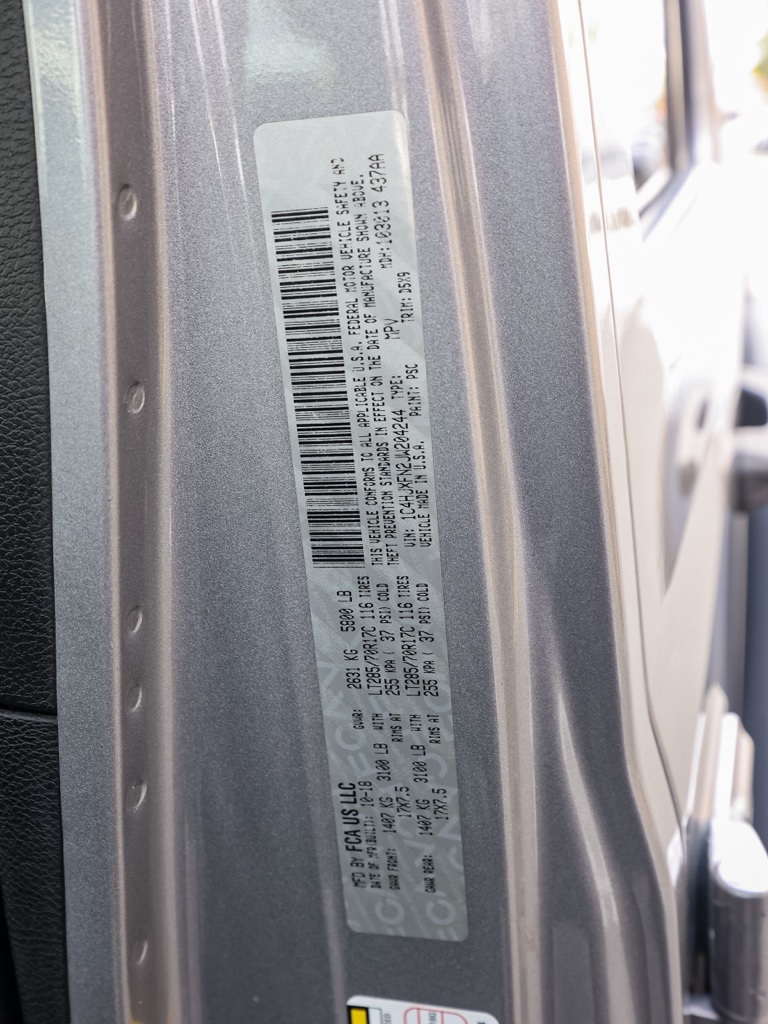 MFD BY FCA US LLC
DATE OF MFR(BUILT): 10-18 GVWR: 2631 KG 5800 LB
GAWR FRONT: 1407 KG 3100 LB WITH LT285/70R17C 116 TIRES
17X7.5 RIMS AT 255 KPA ( 37 PSI) COLD
GAWR REAR: 1407 KG 3100 LB WITH LT285/70R17C 116 TIRES
17X7.5 RIMS AT 255 KPA ( 37 PSI) COLD
THIS VEHICLE CONFORMS TO ALL APPLICABLE U.S.A. FEDERAL MOTOR VEHICLE SAFETY AND
THEFT PREVENTION STANDARDS IN EFFECT ON THE DATE OF MANUFACTURE SHOWN ABOVE.
VIN: 1C4HJXFN2JW204244 TYPE: MPV MDH:103013 437AA
VEHICLE MADE IN U.S.A. PAINT: PSC TRIM: D5X9